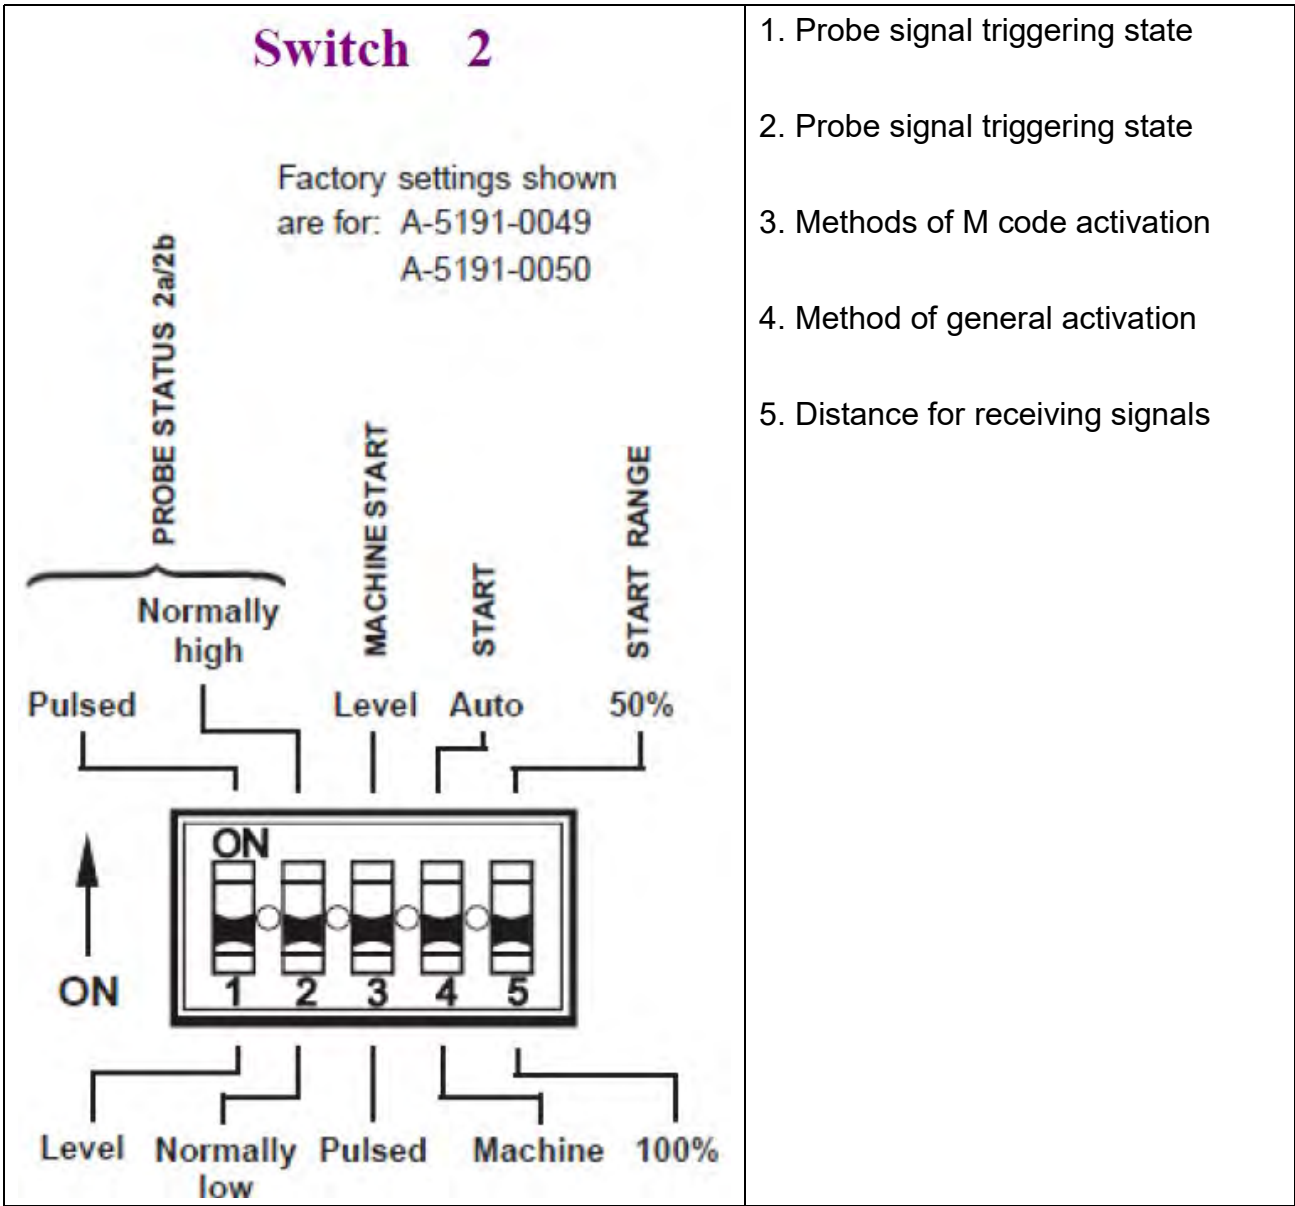 Switch 2
Factory settings shown
are for: A-5191-0049
A-5191-0050
PROBE STATUS 2a/2b
MACHINE START
START
START RANGE
Normally
high
Pulsed
Level
Auto
50%
ON
1 2 3 4 5
ON
Level
Normally
low
Pulsed
Machine
100%
1. Probe signal triggering state
2. Probe signal triggering state
3. Methods of M code activation
4. Method of general activation
5. Distance for receiving signals